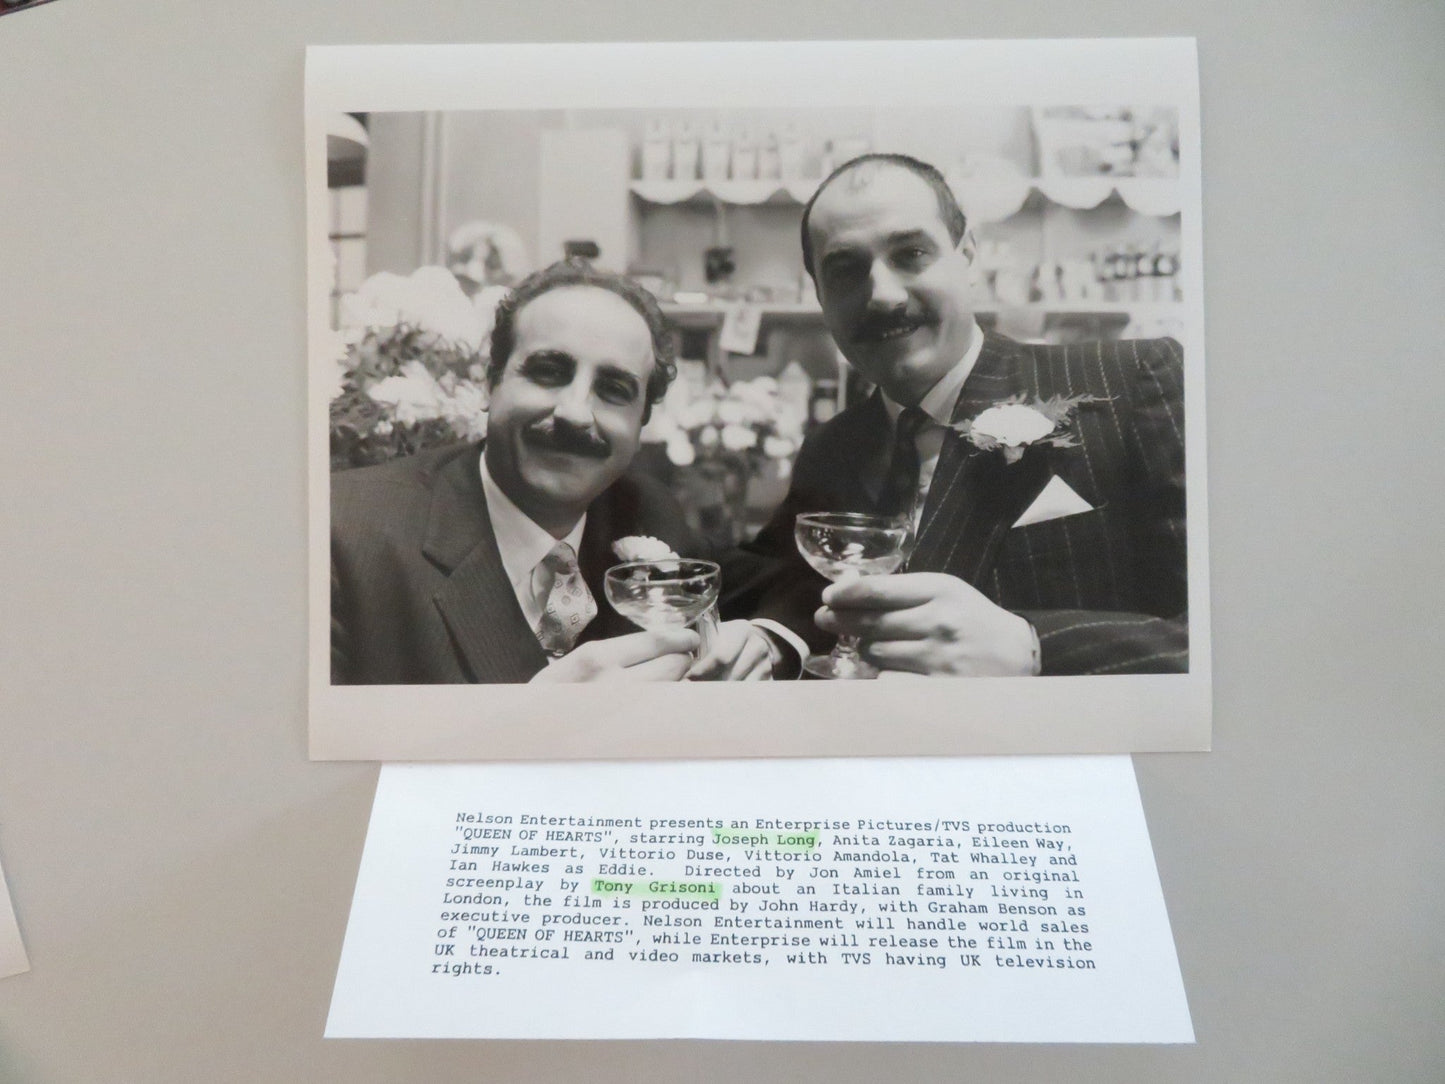 Nelson Entertainment presents an Enterprise Pictures/TVS production
"QUEEN OF HEARTS", starring Joseph Long, Anita Zagaria, Eileen Way,
Jimmy Lambert, Vittorio Duse, Vittorio Amandola, Tat Whalley and
Ian Hawkes as Eddie. Directed by Jon Amiel from an original
screenplay by Tony Grisoni about an Italian family living in
London, the film is produced by John Hardy, with Graham Benson as
executive producer. Nelson Entertainment will handle world sales
of "QUEEN OF HEARTS", while Enterprise will release the film in the
UK theatrical and video markets, with TVS having UK television
rights.